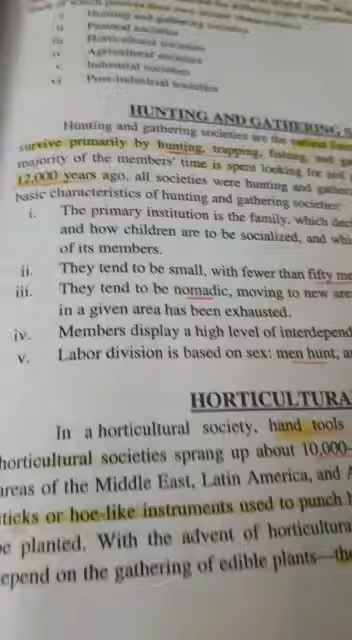 i Hunting and gathering societies
ii Pastoral societies
iii Horticultural societies
iv Agricultural societies
v Industrial societies
vi Post-industrial societies
HUNTING AND GATHERING S
Hunting and gathering societies are the
survive primarily by hunting, trapping, fishing, and
majority of the members' time is spent looking for and
12,000 years ago, all societies were hunting and gather
basic characteristics of hunting and gathering societies
i. The primary institution is the family, which dec
and how children are to be socialized, and whi
of its members.
ii. They tend to be small, with fewer than fifty me
iii. They tend to be nomadic, moving to new are
in a given area has been exhausted.
iv. Members display a high level of interdepend
v. Labor division is based on sex: men hunt, a
HORTICULTURA
In a horticultural society, hand tools
horticultural societies sprang up about 10,000-
areas of the Middle East, Latin America, and A
ticks or hoe-like instruments used to punch h
be planted. With the advent of horticultura
epend on the gathering of edible plants—the